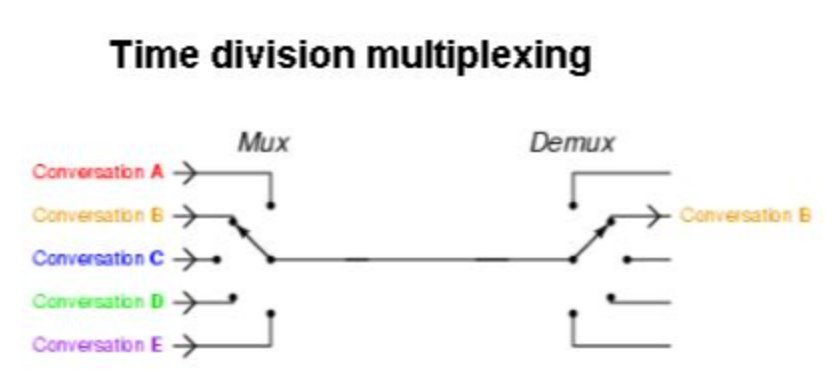 Time division multiplexing
Mux Demux
Conversation A
Conversation B Conversation B
Conversation C
Conversation D
Conversation E